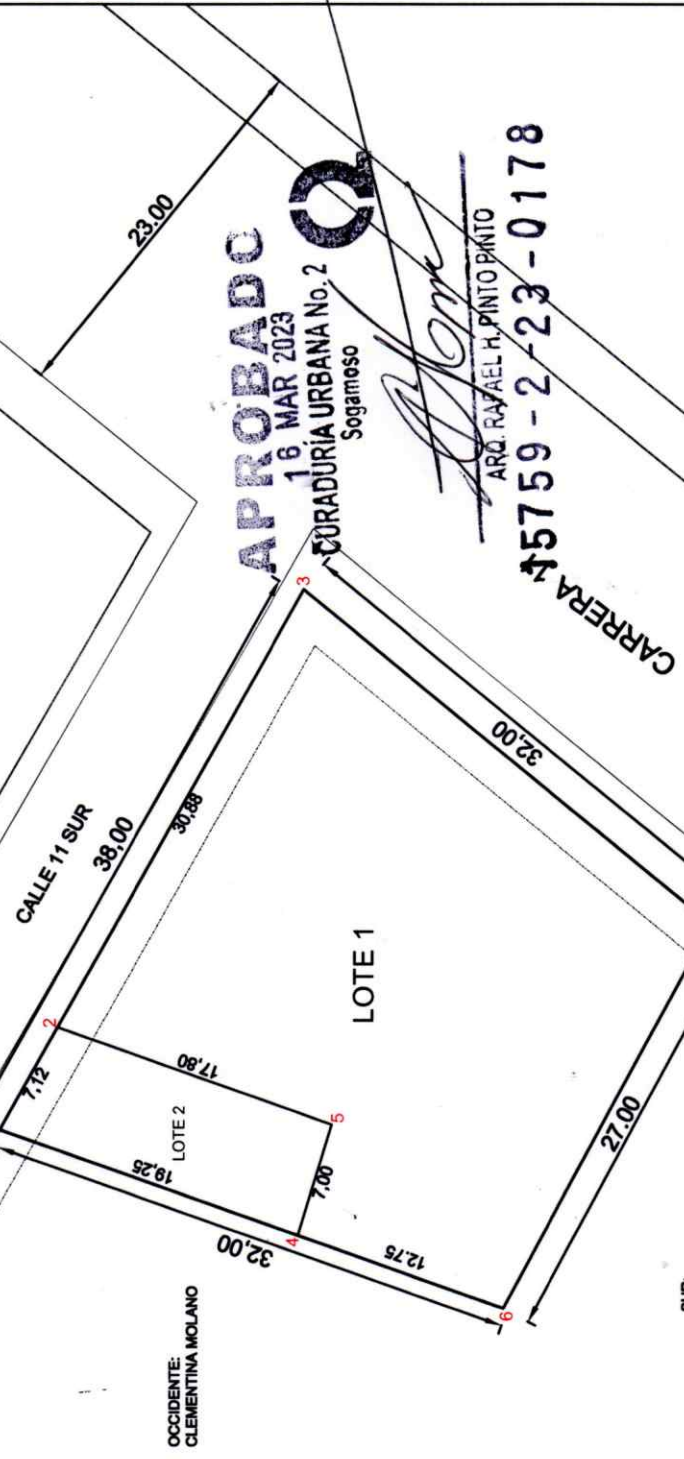 23.00
APROBADO
16 MAR 2023
CURADURÍA URBANA No. 2
Sogamoso
ARQ. RAFAEL H. PINTO PINTO
15759-2-23-0178
CARRERA
CALLE 11 SUR
38,00
30,88
3
32,00
2
7,12
17,80
LOTE 2
19,25
LOTE 1
5
7,00
4
32,00
12.75
6
27.00
OCCIDENTE:
CLEMENTINA MOLANO